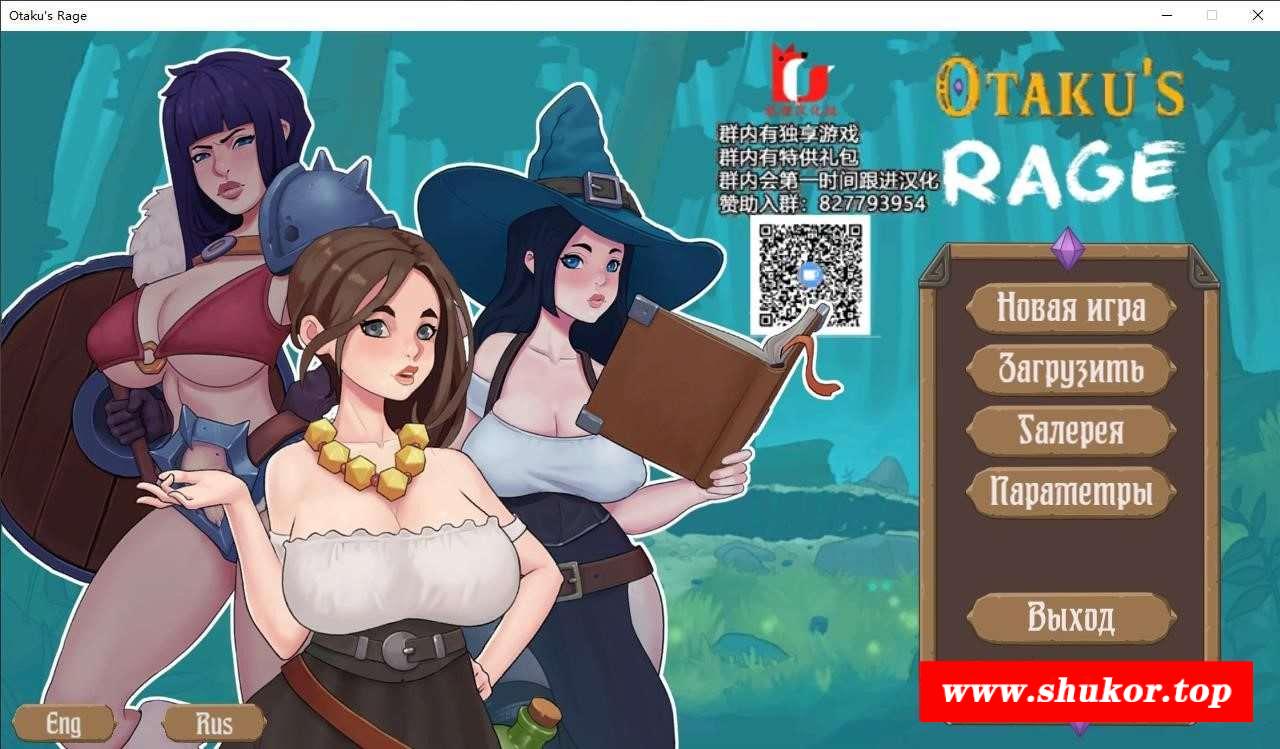 Otaku's Rage
OTAKU'S
RAGE
群内有独享游戏
群内有特供礼包
群内会第一时间跟进汉化
赞助入群：827793954
Новая игра
Загрузить
Галерея
Параметры
Выход
www.shukor.top
Eng
Rus